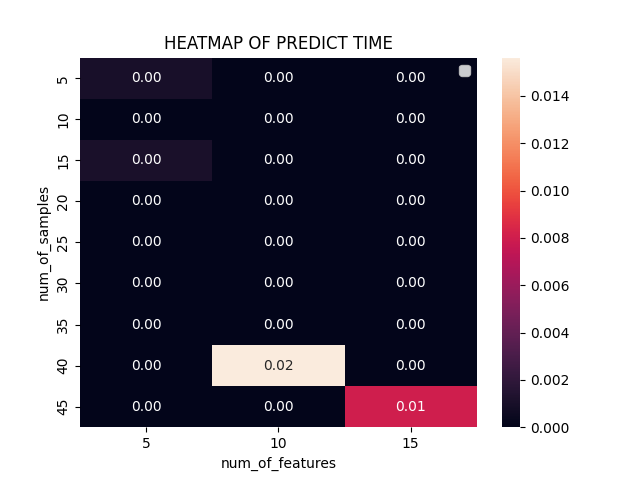 HEATMAP OF PREDICT TIME
5 0.00 0.00 0.00
10 0.00 0.00 0.00
15 0.00 0.00 0.00
20 0.00 0.00 0.00
25 0.00 0.00 0.00
30 0.00 0.00 0.00
35 0.00 0.00 0.00
40 0.00 0.02 0.00
45 0.00 0.00 0.01
5 10 15
num_of_features
num_of_samples
0.014
0.012
0.010
0.008
0.006
0.004
0.002
0.000